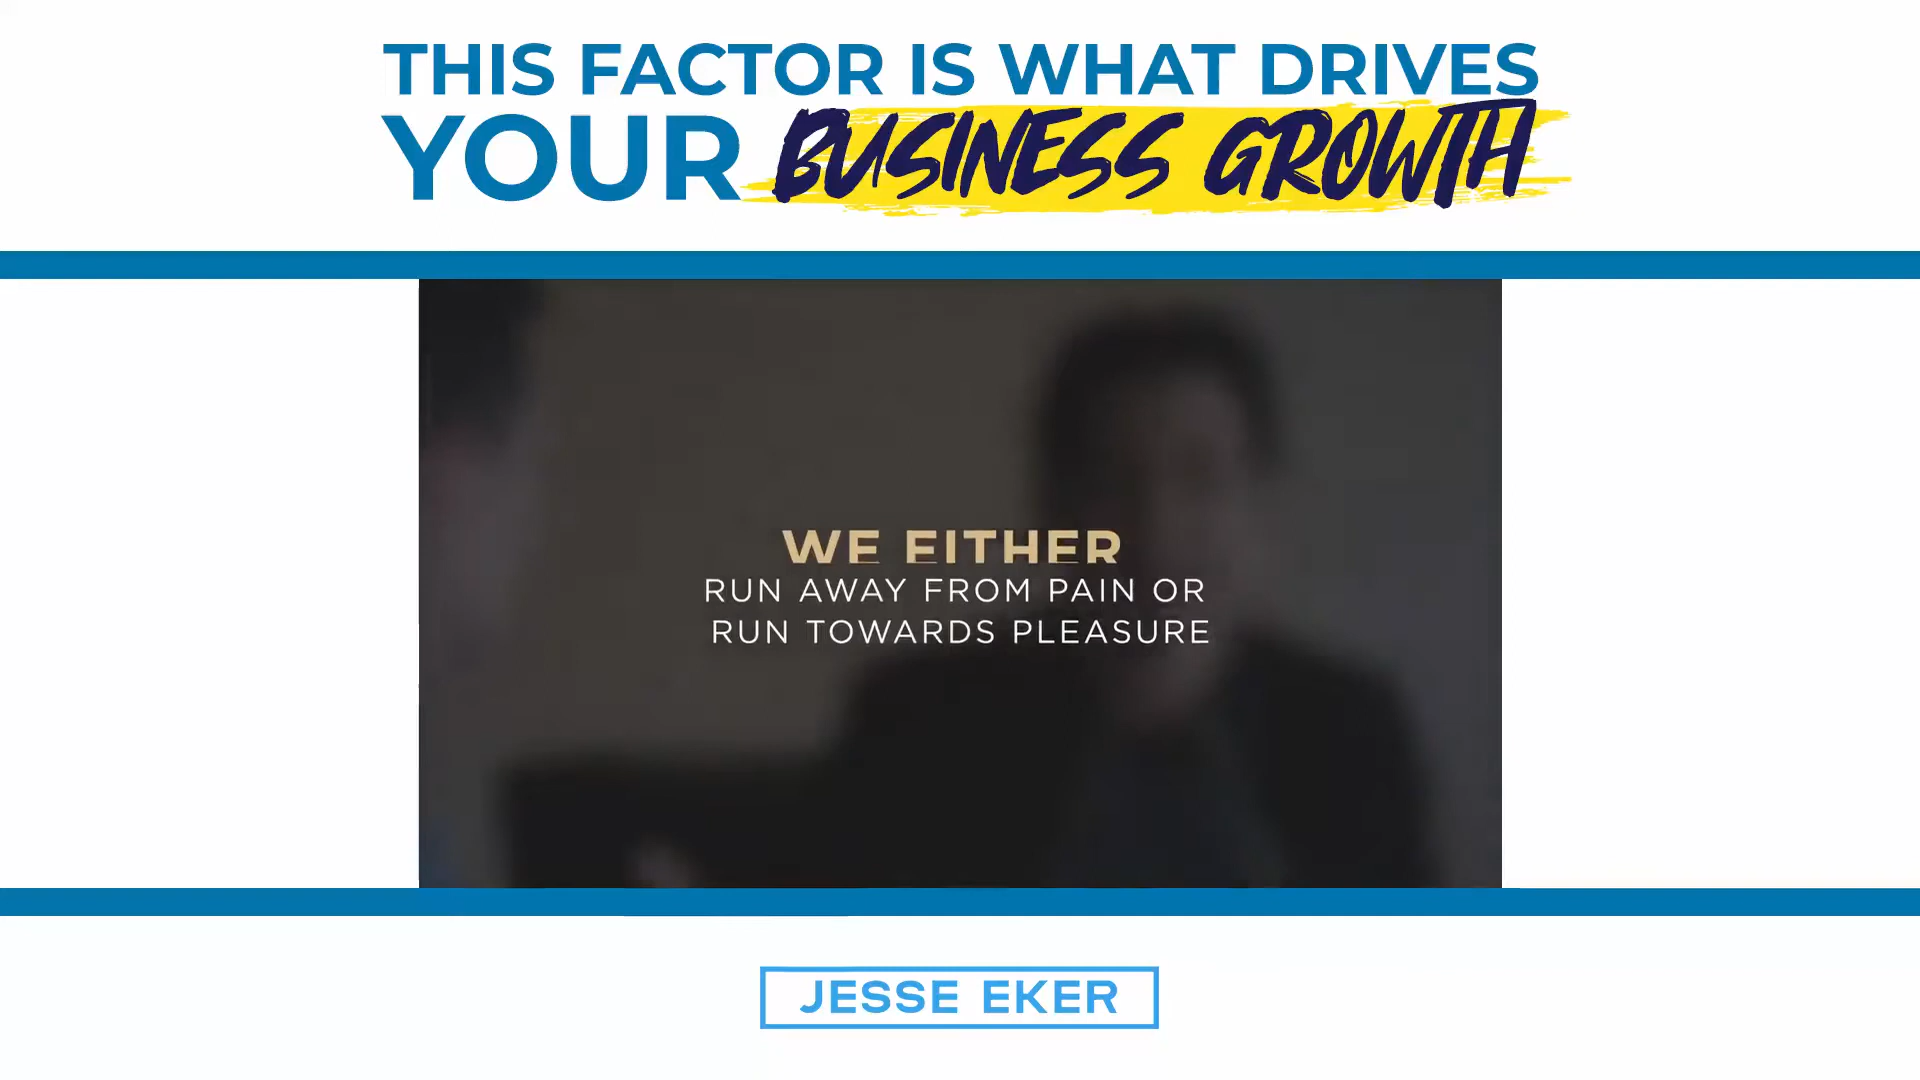 THIS FACTOR IS WHAT DRIVES
YOUR BUSINESS GROWTH
WE EITHER
RUN AWAY FROM PAIN OR
RUN TOWARDS PLEASURE
JESSE EKER